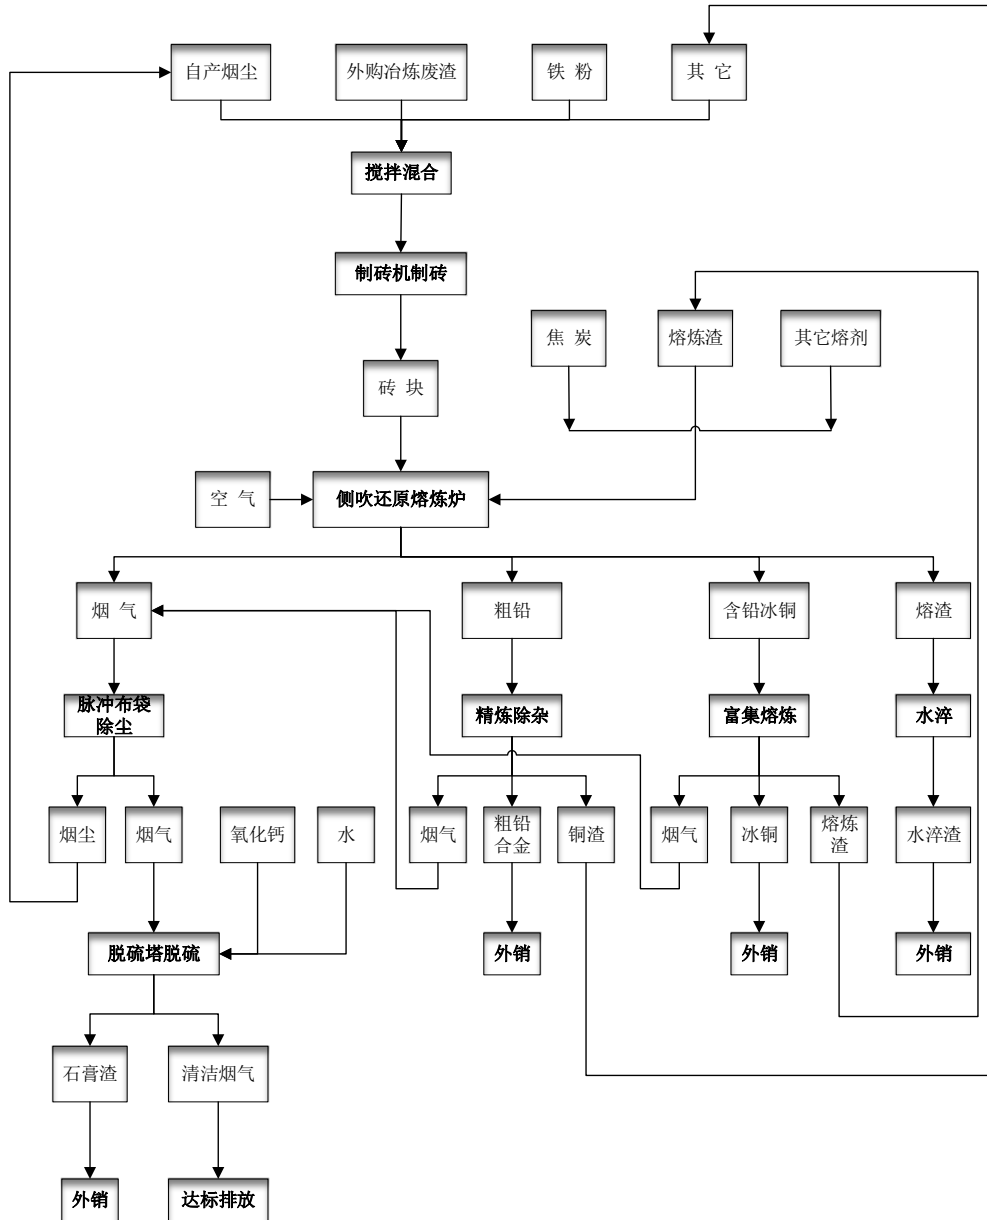 自产烟尘
外购冶炼废渣
铁 粉
其 它
搅拌混合
制砖机制砖
焦 炭
熔炼渣
其它熔剂
砖 块
空 气
侧吹还原熔炼炉
烟 气
粗铅
含铅冰铜
熔渣
脉冲布袋
除尘
精炼除杂
富集熔炼
水淬
烟尘
烟气
氧化钙
水
烟气
粗铅
合金
铜渣
烟气
冰铜
熔炼
渣
水淬渣
脱硫塔脱硫
外销
外销
外销
石膏渣
清洁烟气
外销
达标排放